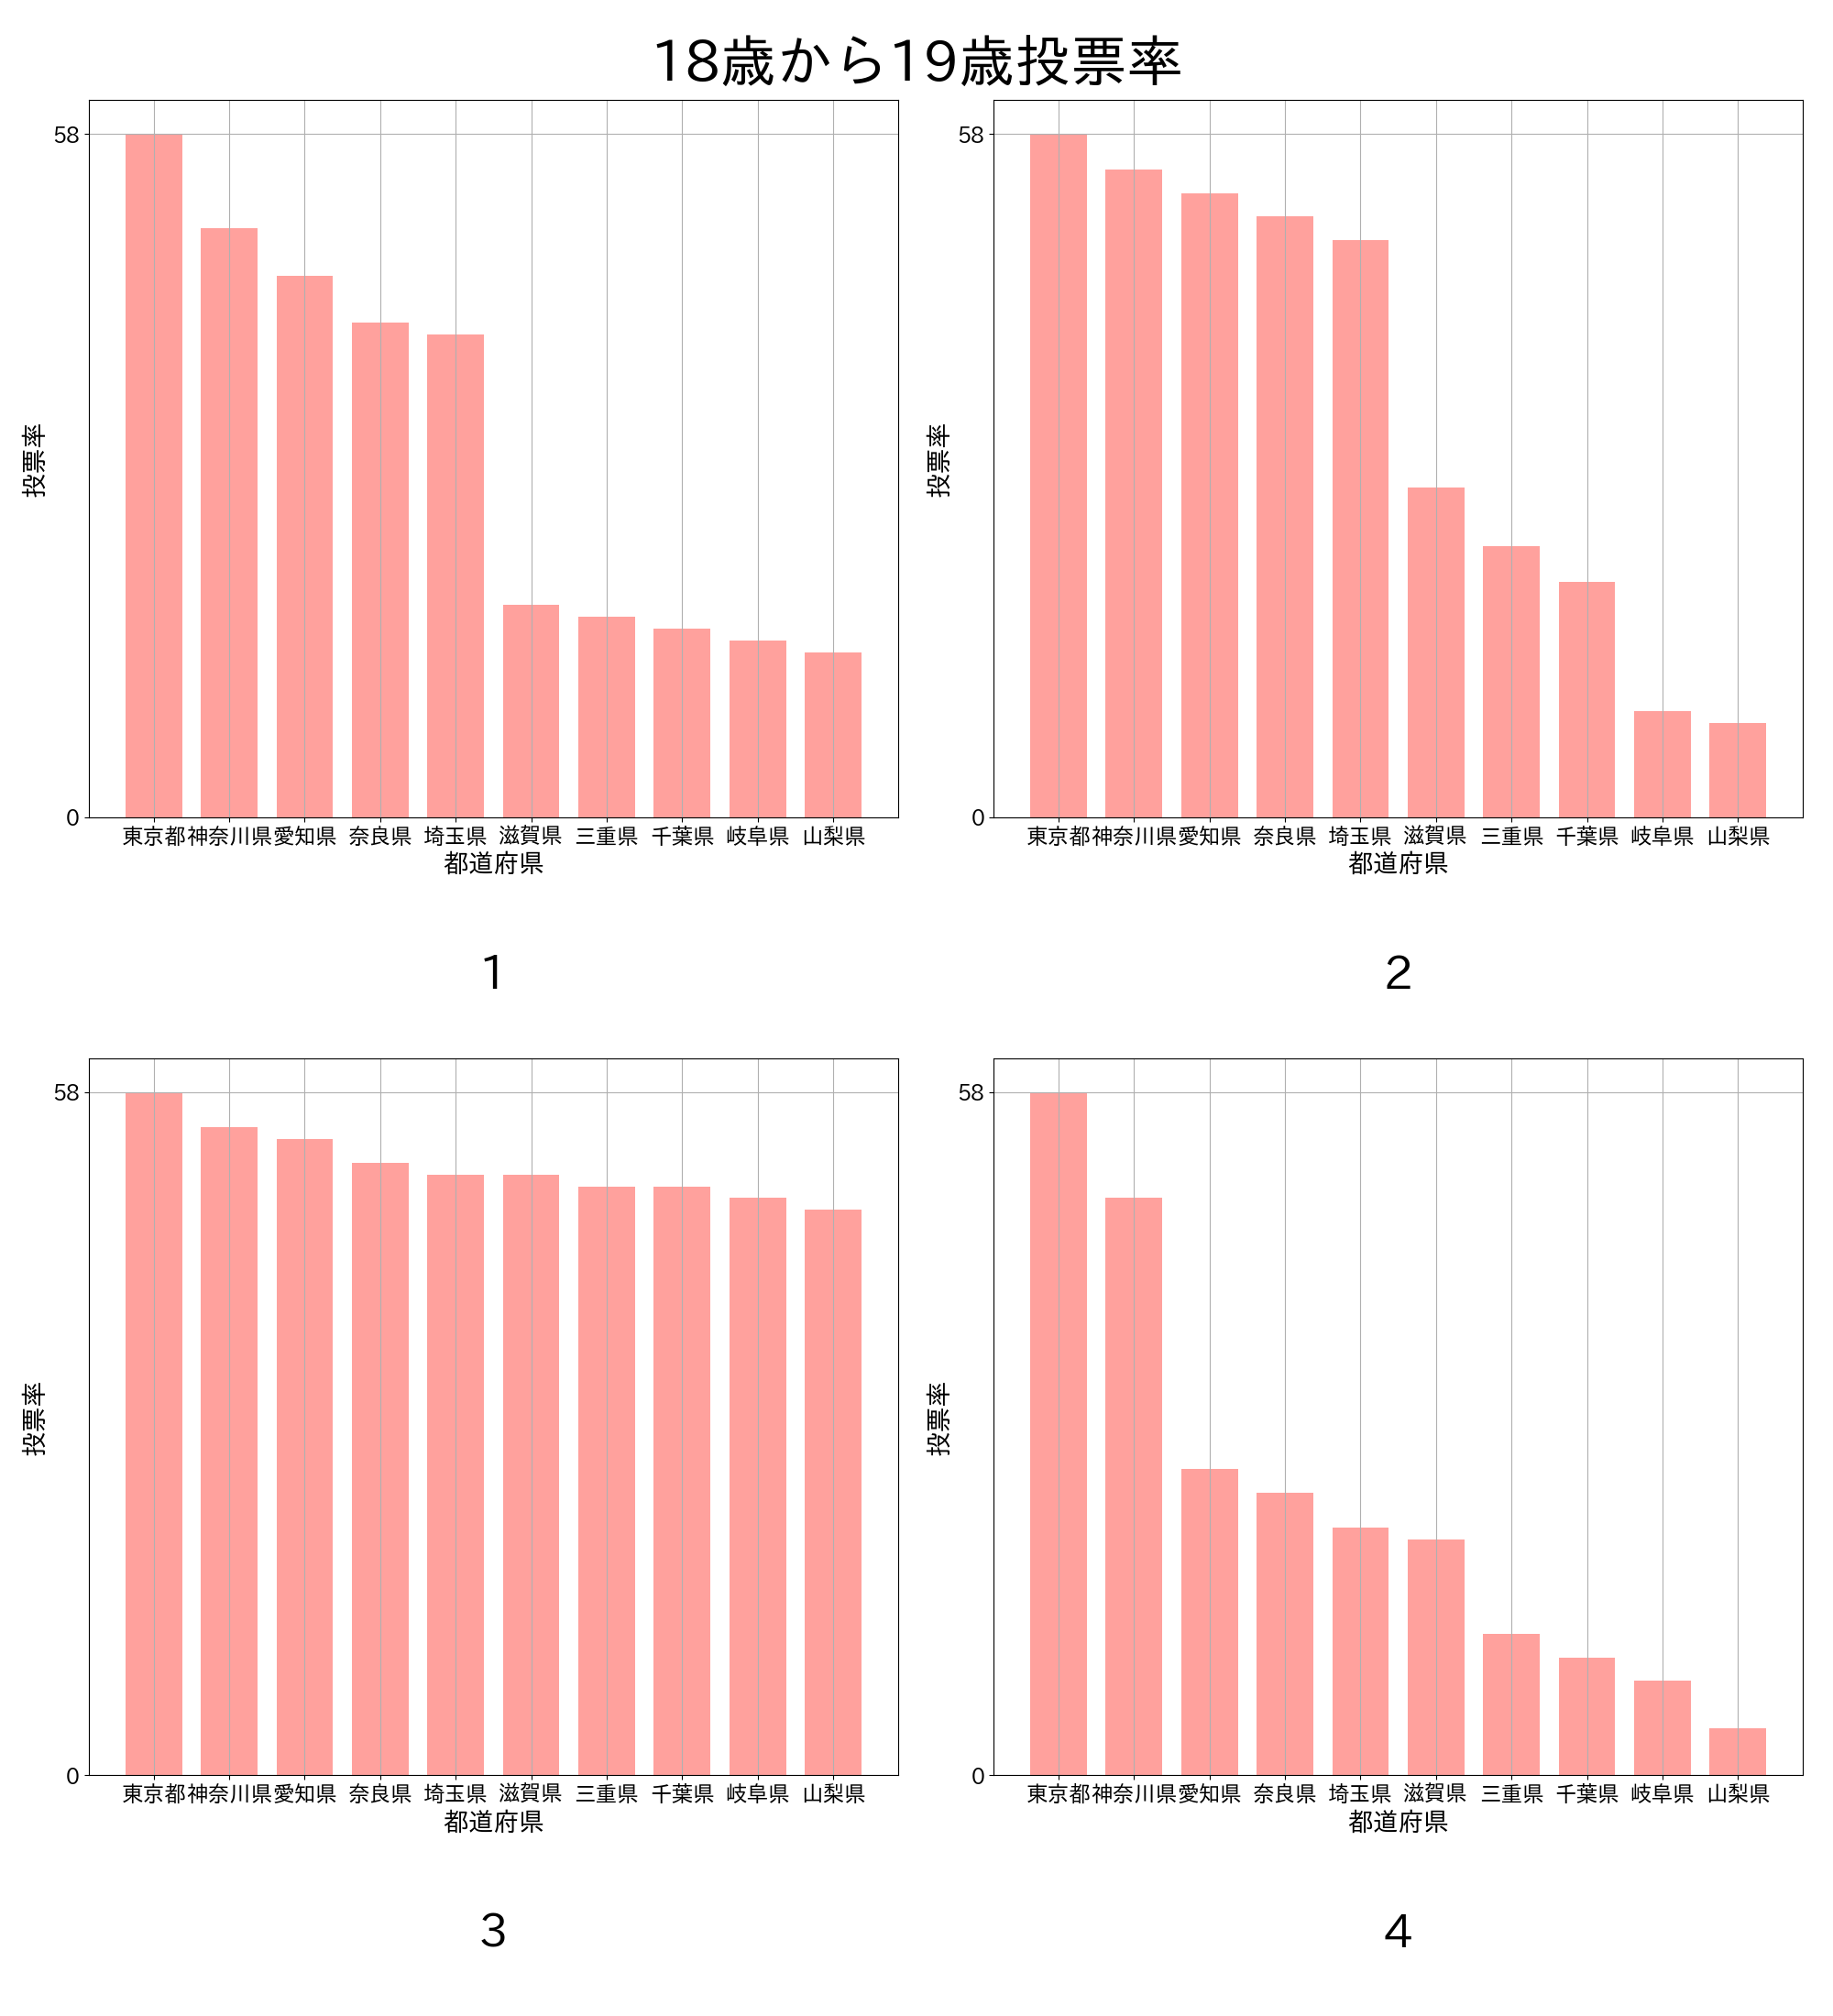 18歳から19歳投票率
58
0
投票率
東京都 神奈川県 愛知県 奈良県 埼玉県 滋賀県 三重県 千葉県 岐阜県 山梨県
都道府県
1
58
0
投票率
東京都 神奈川県 愛知県 奈良県 埼玉県 滋賀県 三重県 千葉県 岐阜県 山梨県
都道府県
2
58
0
投票率
東京都 神奈川県 愛知県 奈良県 埼玉県 滋賀県 三重県 千葉県 岐阜県 山梨県
都道府県
3
58
0
投票率
東京都 神奈川県 愛知県 奈良県 埼玉県 滋賀県 三重県 千葉県 岐阜県 山梨県
都道府県
4